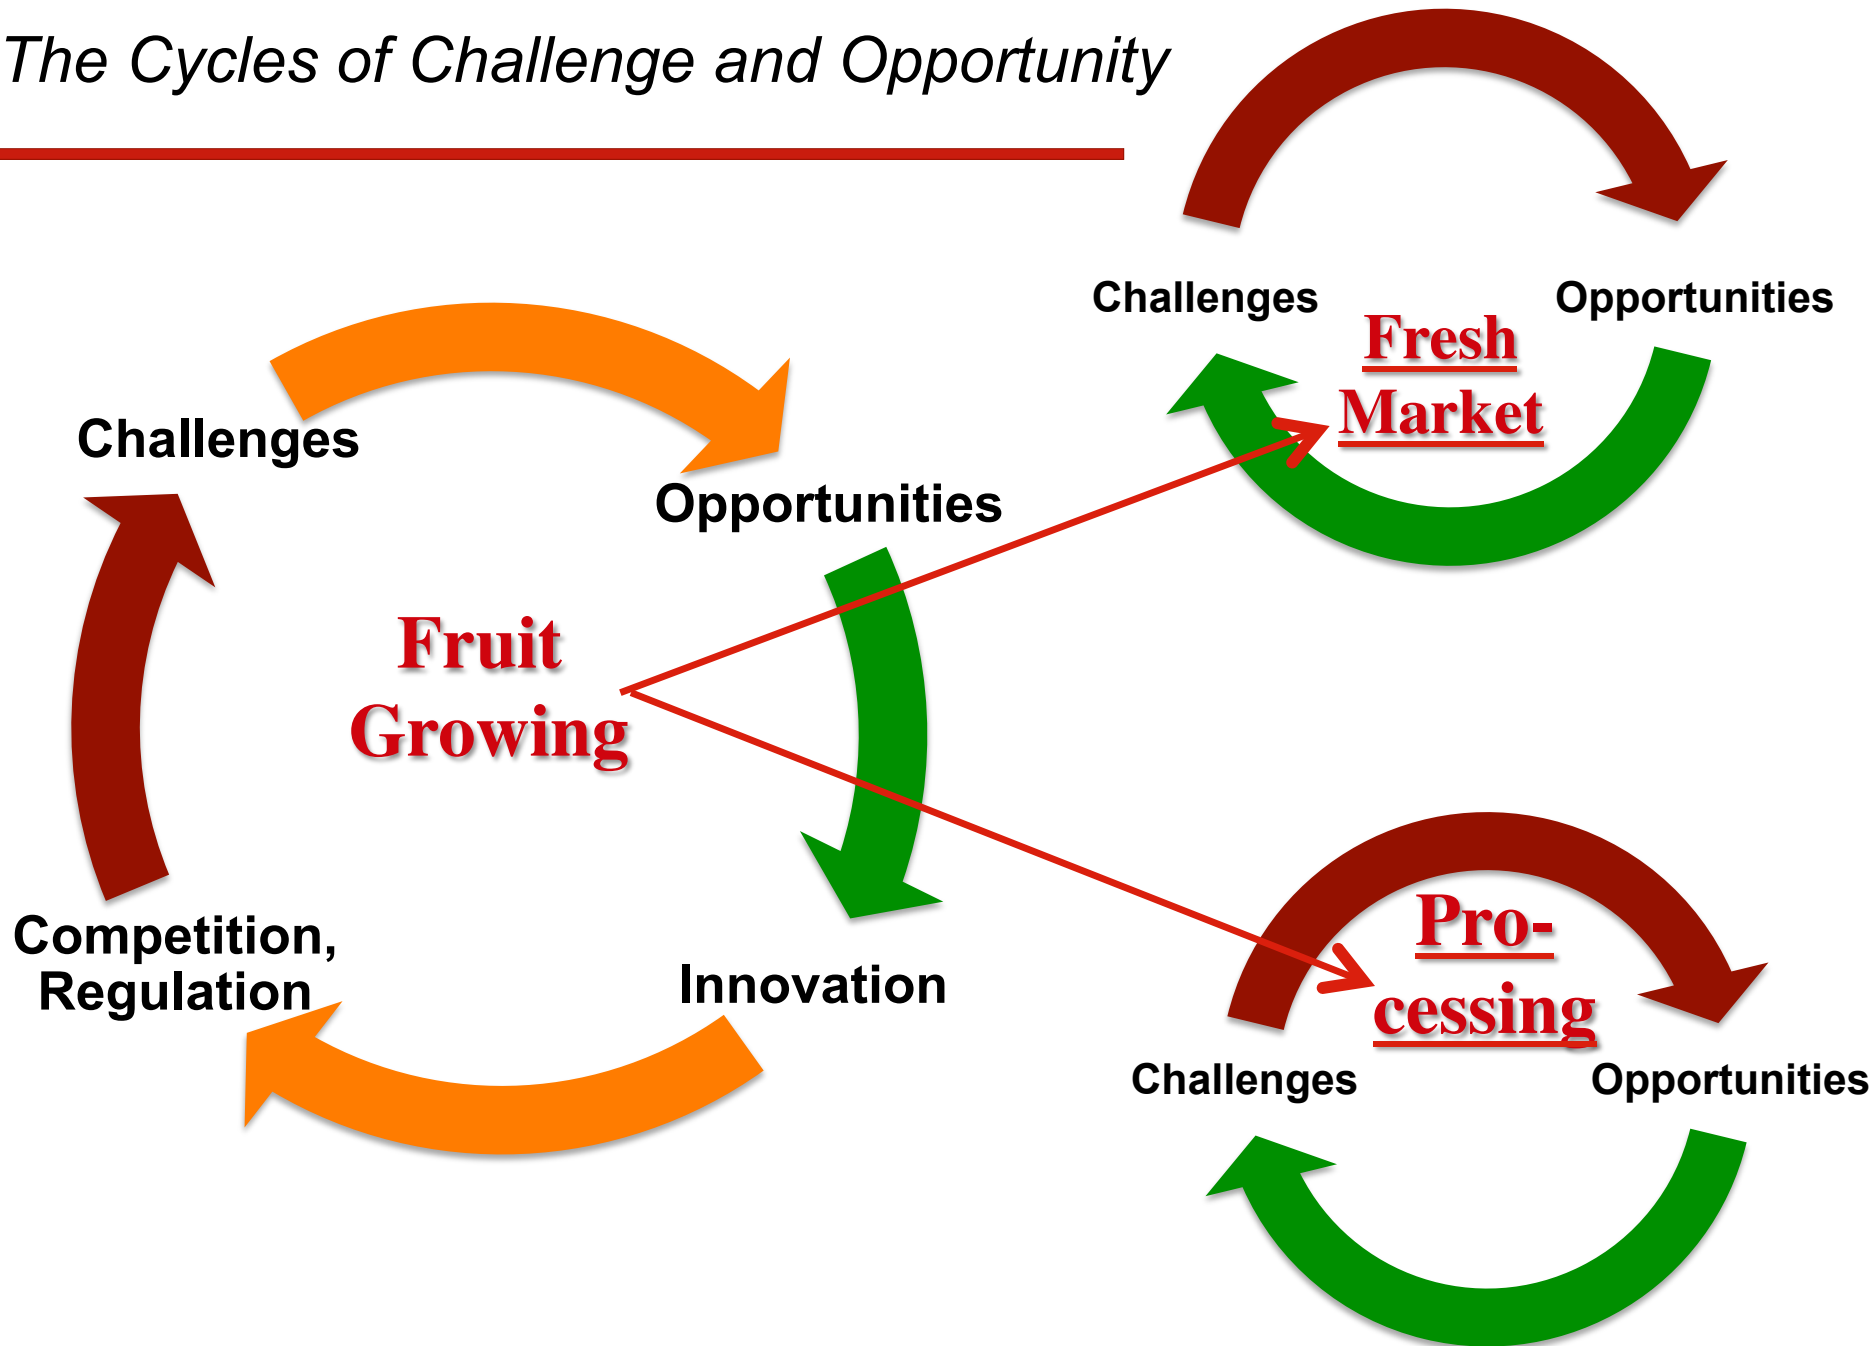 The Cycles of Challenge and Opportunity
Challenges
Opportunities
Fruit
Growing
Competition,
Regulation
Innovation
Challenges
Opportunities
Fresh
Market
Pro-
cessing
Challenges
Opportunities